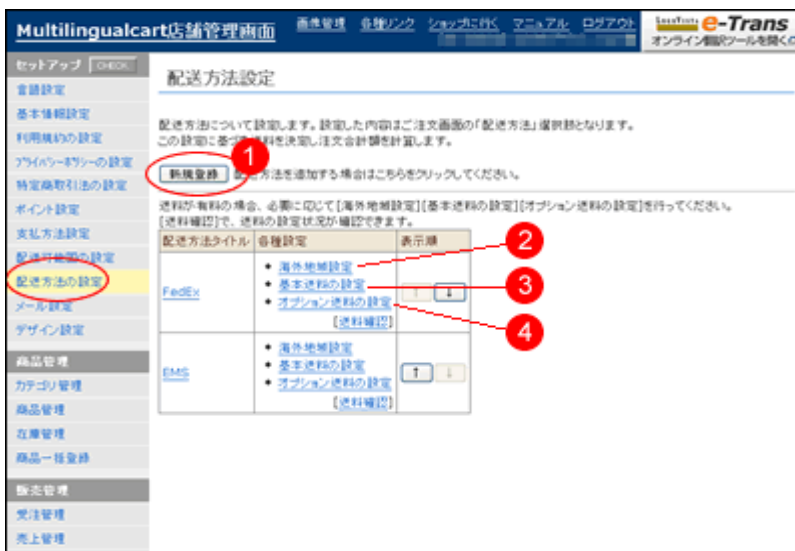 Multilingualcart店舗管理画面
画像管理 各種リンク ショップに行く マニュアル ログアウト
e-Trans
オンライン翻訳ツールを開く
セットアップ CHECK
言語設定
基本情報設定
利用規約の設定
プライバシーポリシーの設定
特定商取引法の設定
ポイント設定
支払方法設定
配送可能国の設定
配送方法の設定
メール設定
デザイン設定
商品管理
カテゴリ管理
商品管理
在庫管理
商品一括登録
販売管理
受注管理
売上管理
配送方法設定
配送方法について設定します。設定した内容はご注文画面の「配送方法」選択肢となります。
この設定に基づき送料を決定し注文合計額を計算します。
1
新規登録 配送方法を追加する場合はこちらをクリックしてください。
送料が有料の場合、必要に応じて[海外地域設定][基本送料の設定][オプション送料の設定]を行ってください。
[送料確認]で、送料の設定状況が確認できます。
配送方法タイトル 各種設定 表示順
FedEx
• 海外地域設定 2
• 基本送料の設定 3
• オプション送料の設定 4
[送料確認]
↑ ↓
EMS
• 海外地域設定
• 基本送料の設定
• オプション送料の設定
[送料確認]
↑ ↓